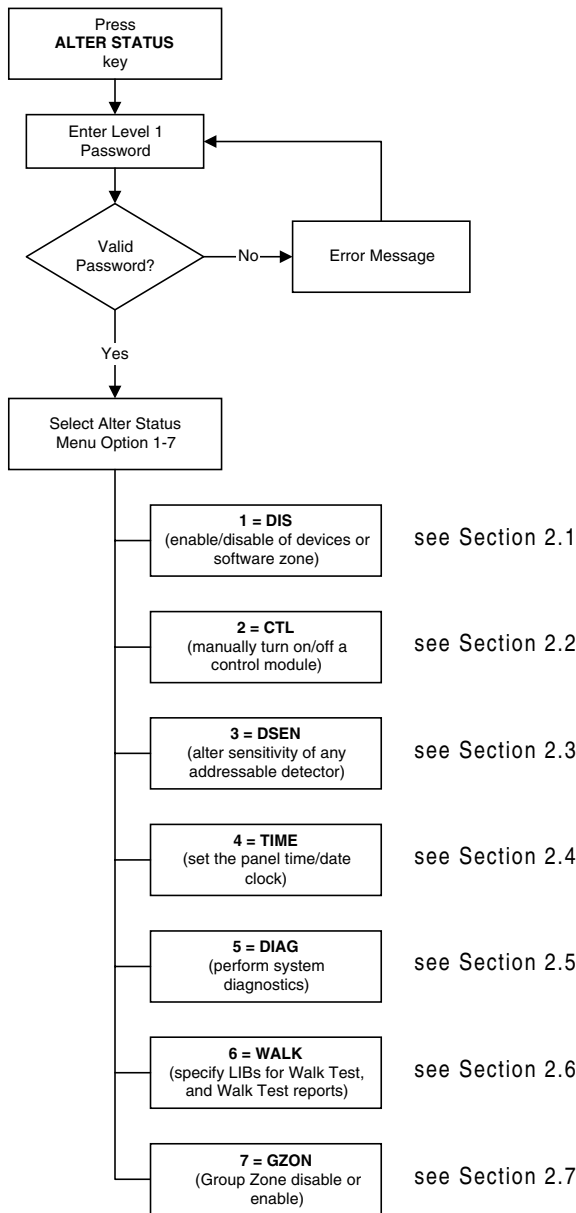 Press
ALTER STATUS
key
Enter Level 1
Password
Valid
Password?
No
Error Message
Yes
Select Alter Status
Menu Option 1-7
1 = DIS
(enable/disable of devices or
software zone)
see Section 2.1
2 = CTL
(manually turn on/off a
control module)
see Section 2.2
3 = DSEN
(alter sensitivity of any
addressable detector)
see Section 2.3
4 = TIME
(set the panel time/date
clock)
see Section 2.4
5 = DIAG
(perform system
diagnostics)
see Section 2.5
6 = WALK
(specify LIBs for Walk Test,
and Walk Test reports)
see Section 2.6
7 = GZON
(Group Zone disable or
enable)
see Section 2.7